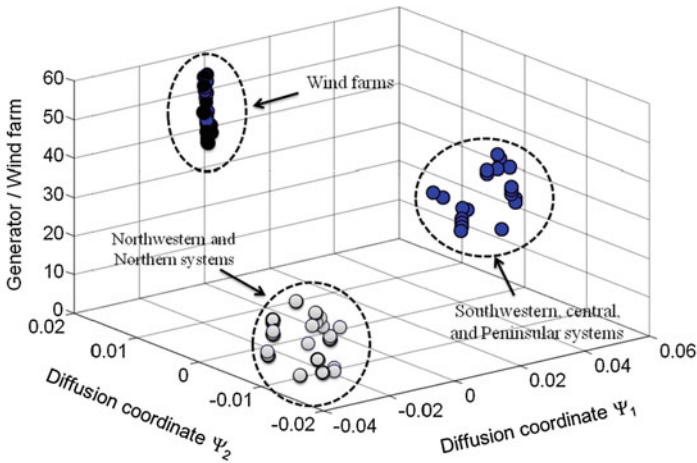 60
50
40
30
20
10
0
Generator / Wind farm
Wind farms
Northwestern and
Northern systems
Southwestern, central,
and Peninsular systems
0.02
0.01
0
-0.01
-0.02
Diffusion coordinate Ψ2
-0.04
-0.02
0
0.02
0.04
0.06
Diffusion coordinate Ψ1